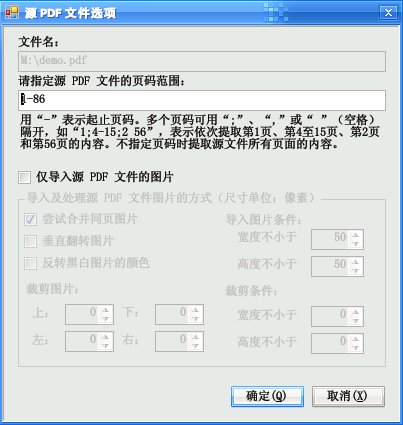 源 PDF 文件选项
文件名：
M:\demo.pdf
请指定源 PDF 文件的页码范围：
1-86
用“-”表示起止页码。多个页码可用“;”、“,”或“ ”（空格）
隔开，如“1;4-15;2 56”，表示依次提取第1页、第4至15页、第2页
和第56页的内容。不指定页码时提取源文件所有页面的内容。
仅导入源 PDF 文件的图片
导入及处理源 PDF 文件图片的方式（尺寸单位：像素）
尝试合并同页图片
垂直翻转图片
反转黑白图片的颜色
导入图片条件：
宽度不小于 50
高度不小于 50
裁剪图片：
上： 0 下： 0
左： 0 右： 0
裁剪条件：
宽度不小于 0
高度不小于 0
确定(O) 取消(X)